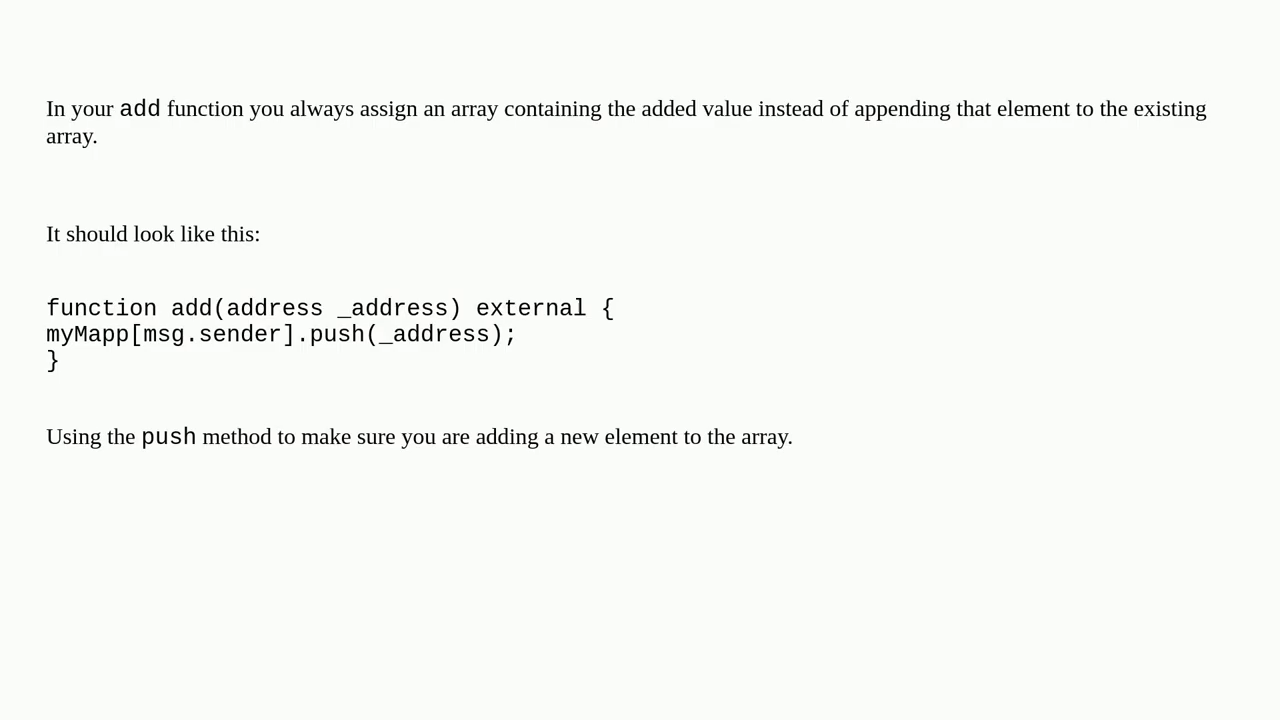 In your add function you always assign an array containing the added value instead of appending that element to the existing
array.
It should look like this:
function add(address _address) external {
myMapp[msg.sender].push(_address);
}
Using the push method to make sure you are adding a new element to the array.